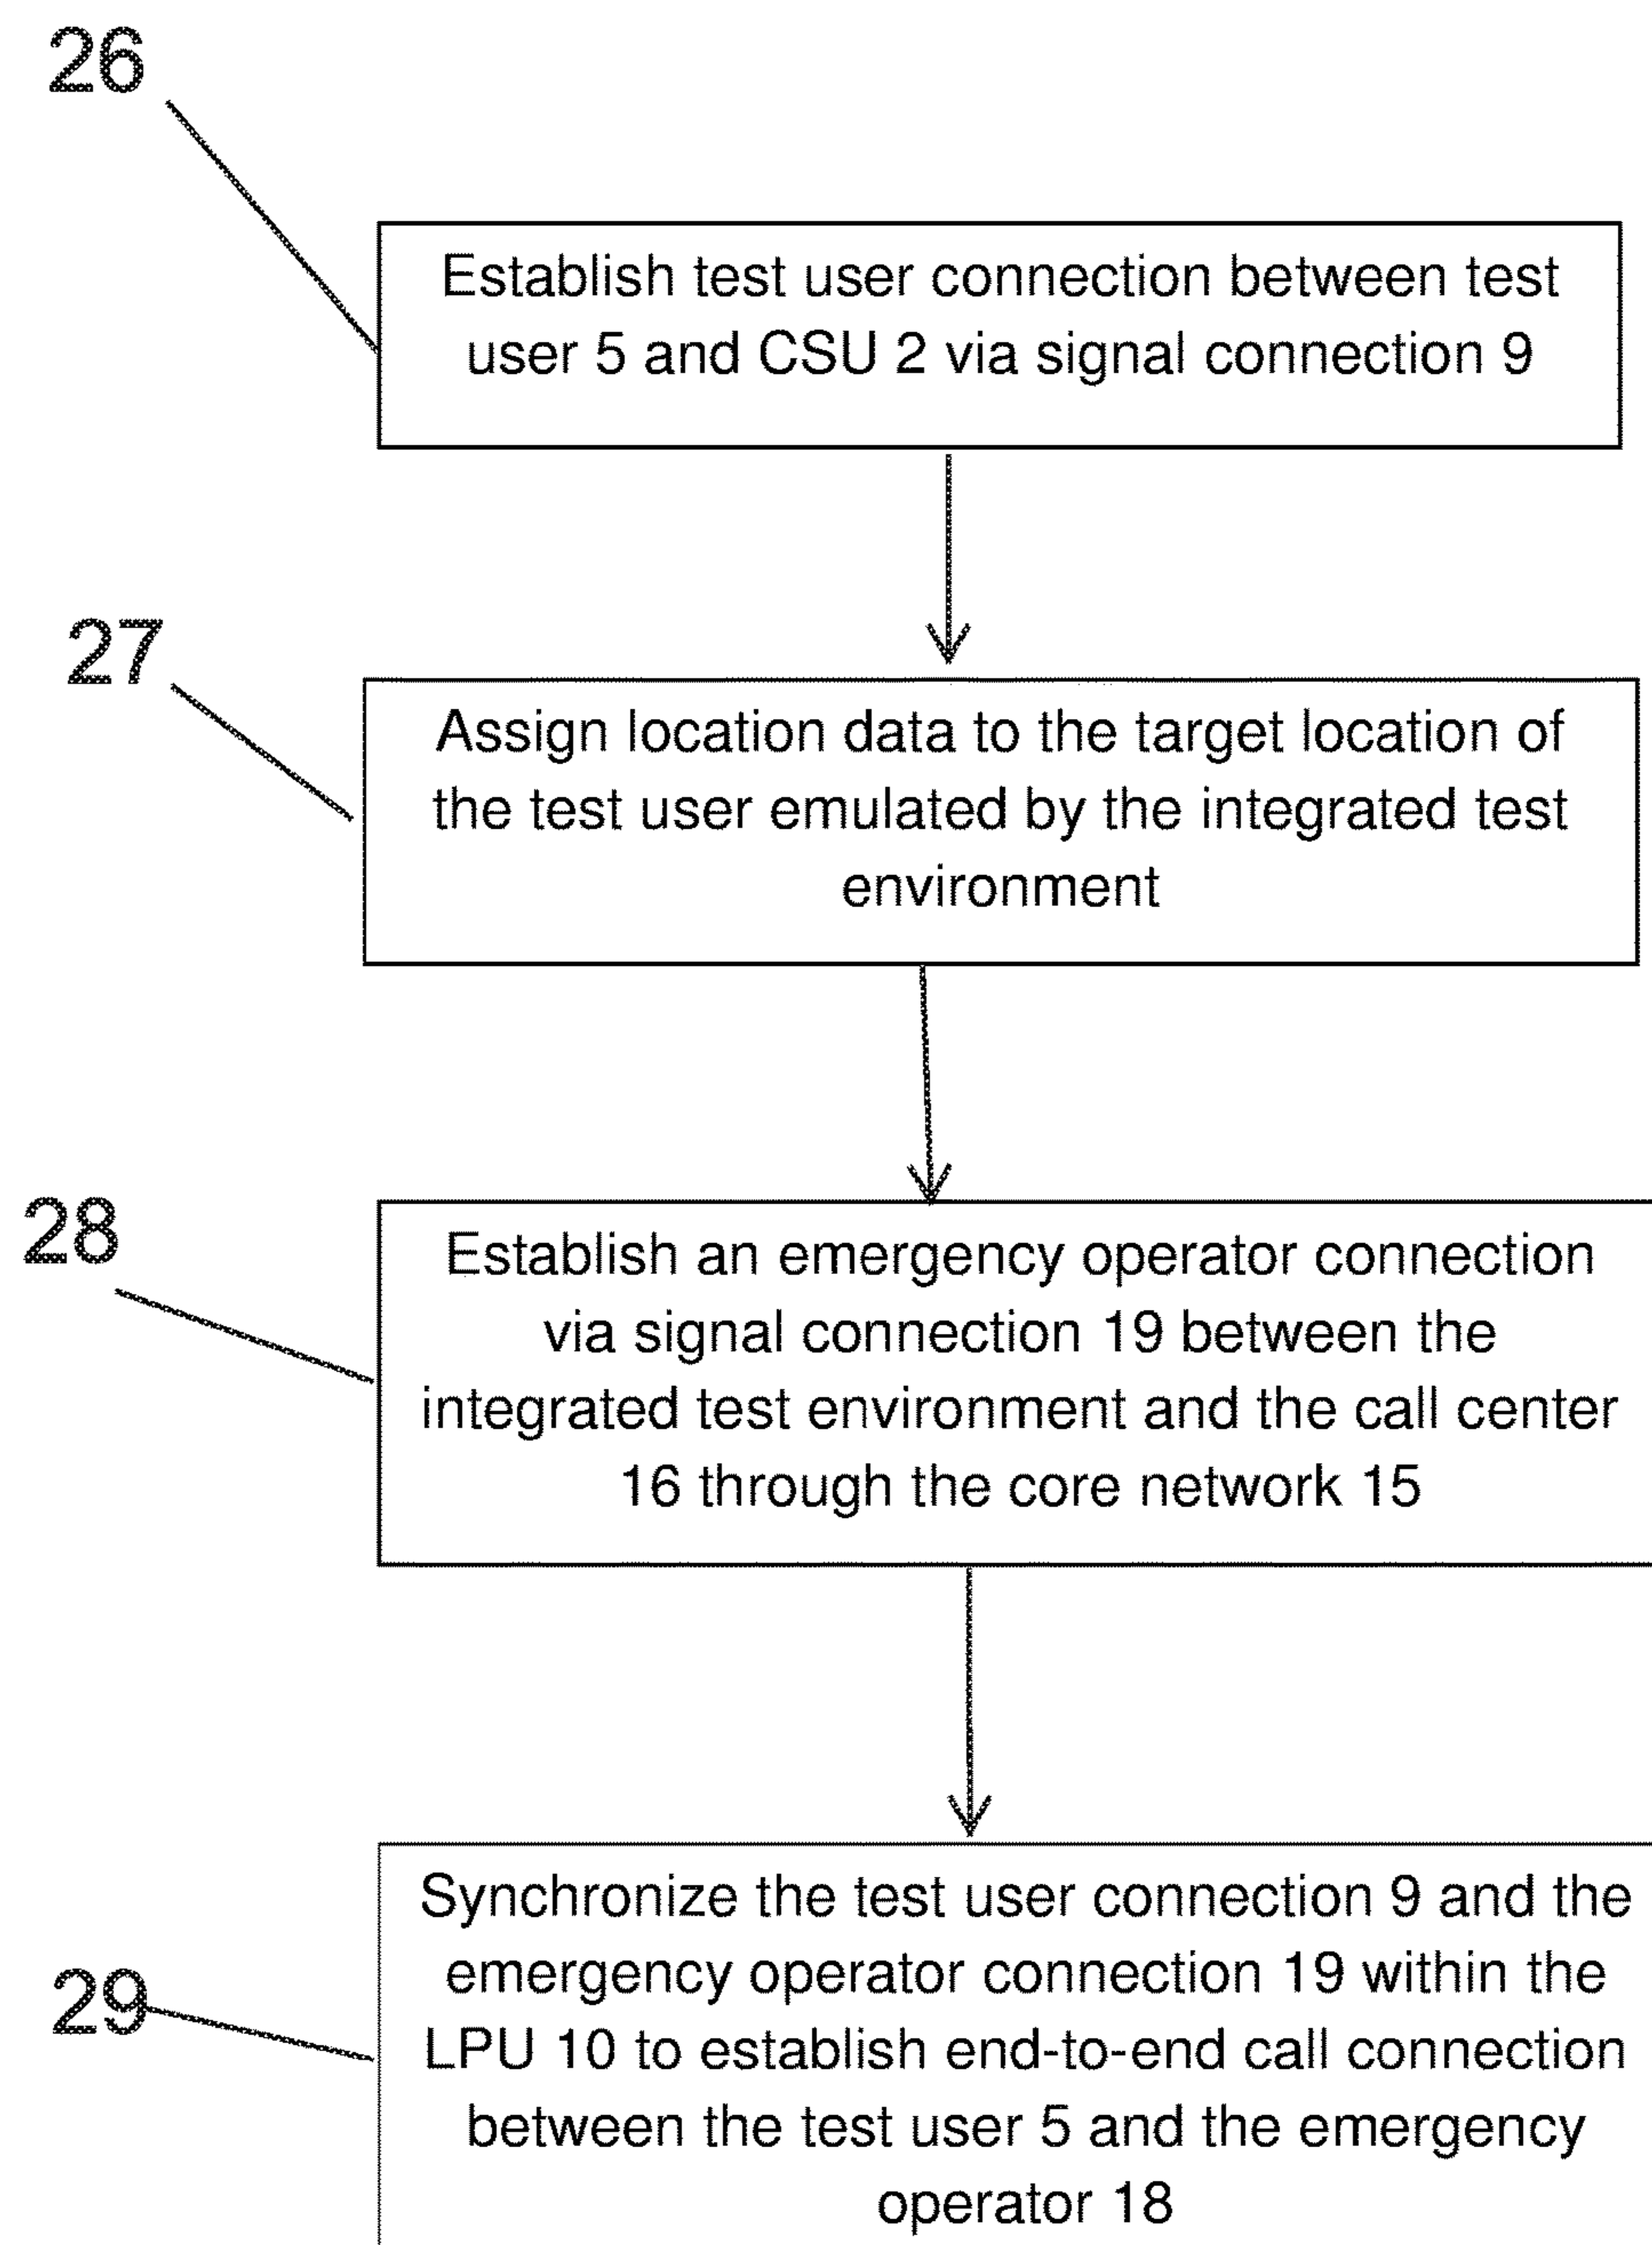 26
Establish test user connection between test
user 5 and CSU 2 via signal connection 9
27
Assign location data to the target location of
the test user emulated by the integrated test
environment
28
Establish an emergency operator connection
via signal connection 19 between the
integrated test environment and the call center
16 through the core network 15
29
Synchronize the test user connection 9 and the
emergency operator connection 19 within the
LPU 10 to establish end-to-end call connection
between the test user 5 and the emergency
operator 18